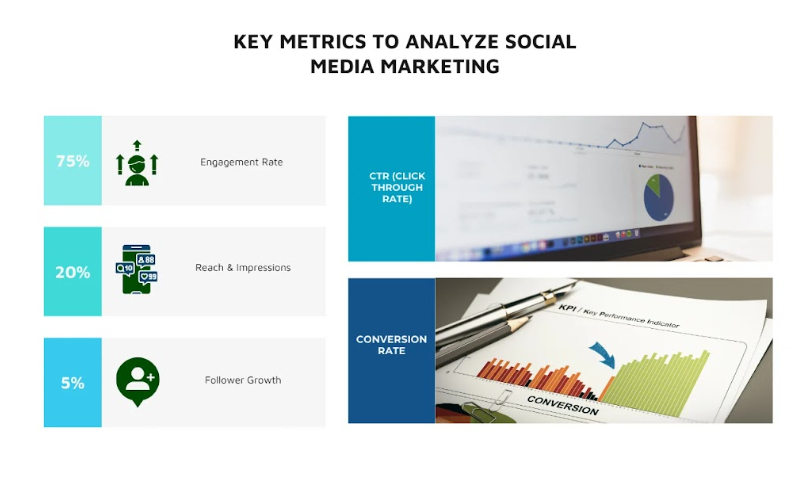 KEY METRICS TO ANALYZE SOCIAL
MEDIA MARKETING
75%
Engagement Rate
20%
10
88
99
Reach & Impressions
5%
Follower Growth
CTR (CLICK
THROUGH
RATE)
CONVERSION
RATE
KPI / Key Performance Indicator
CONVERSION